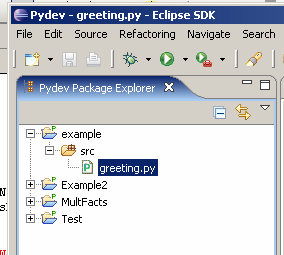 Pydev - greeting.py - Eclipse SDK
File Edit Source Refactoring Navigate Search
Pydev Package Explorer
example
src
greeting.py
Example2
MultFacts
Test